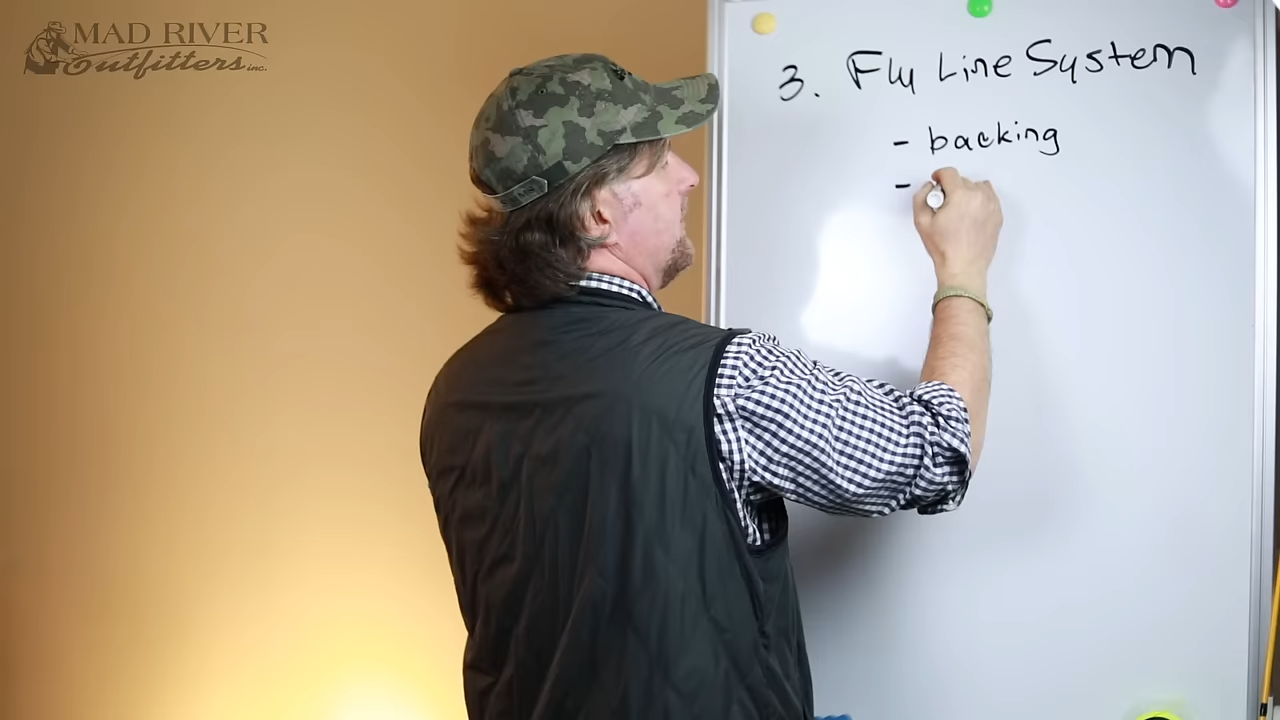 MAD RIVER
Outfitters inc.
3. Fly Line System
- backing
-